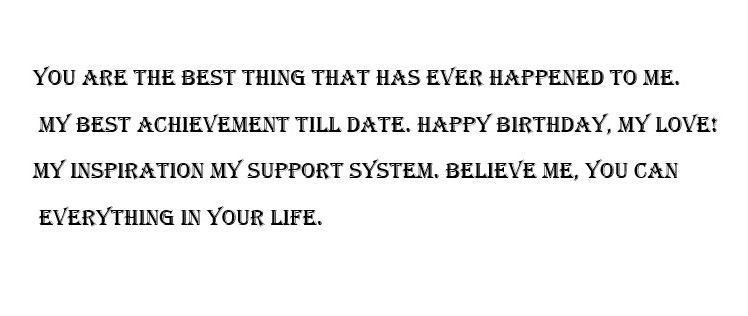 YOU ARE THE BEST THING THAT HAS EVER HAPPENED TO ME.
MY BEST ACHIEVEMENT TILL DATE. HAPPY BIRTHDAY, MY LOVE!
MY INSPIRATION MY SUPPORT SYSTEM. BELIEVE ME, YOU CAN
EVERYTHING IN YOUR LIFE.